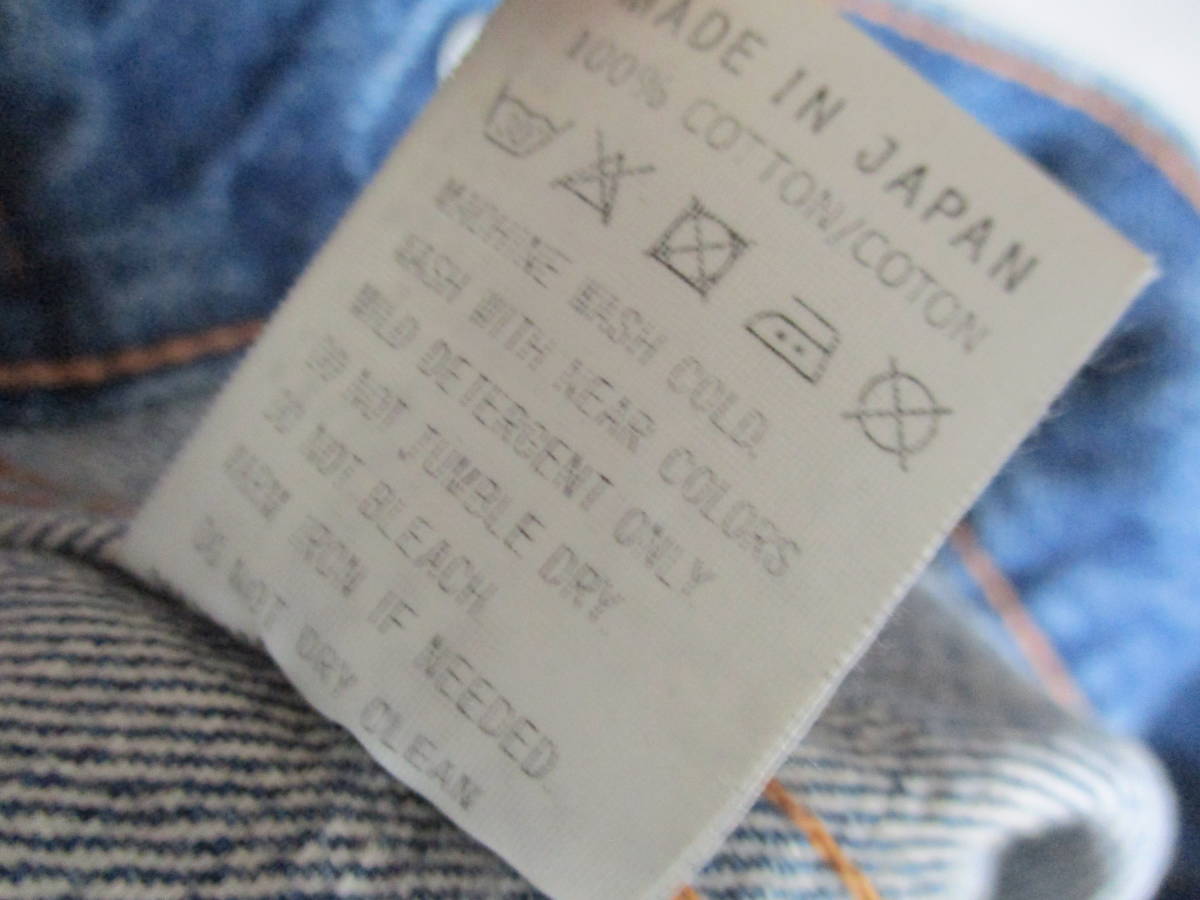 MADE IN JAPAN
100% COTTON/COTON
30
MACHINE WASH COLD.
WASH WITH NEAR COLORS
MILD DETERGENT ONLY
DO NOT TUMBLE DRY.
DO NOT BLEACH.
WARM IRON IF NEEDED
DO NOT DRY CLEAN